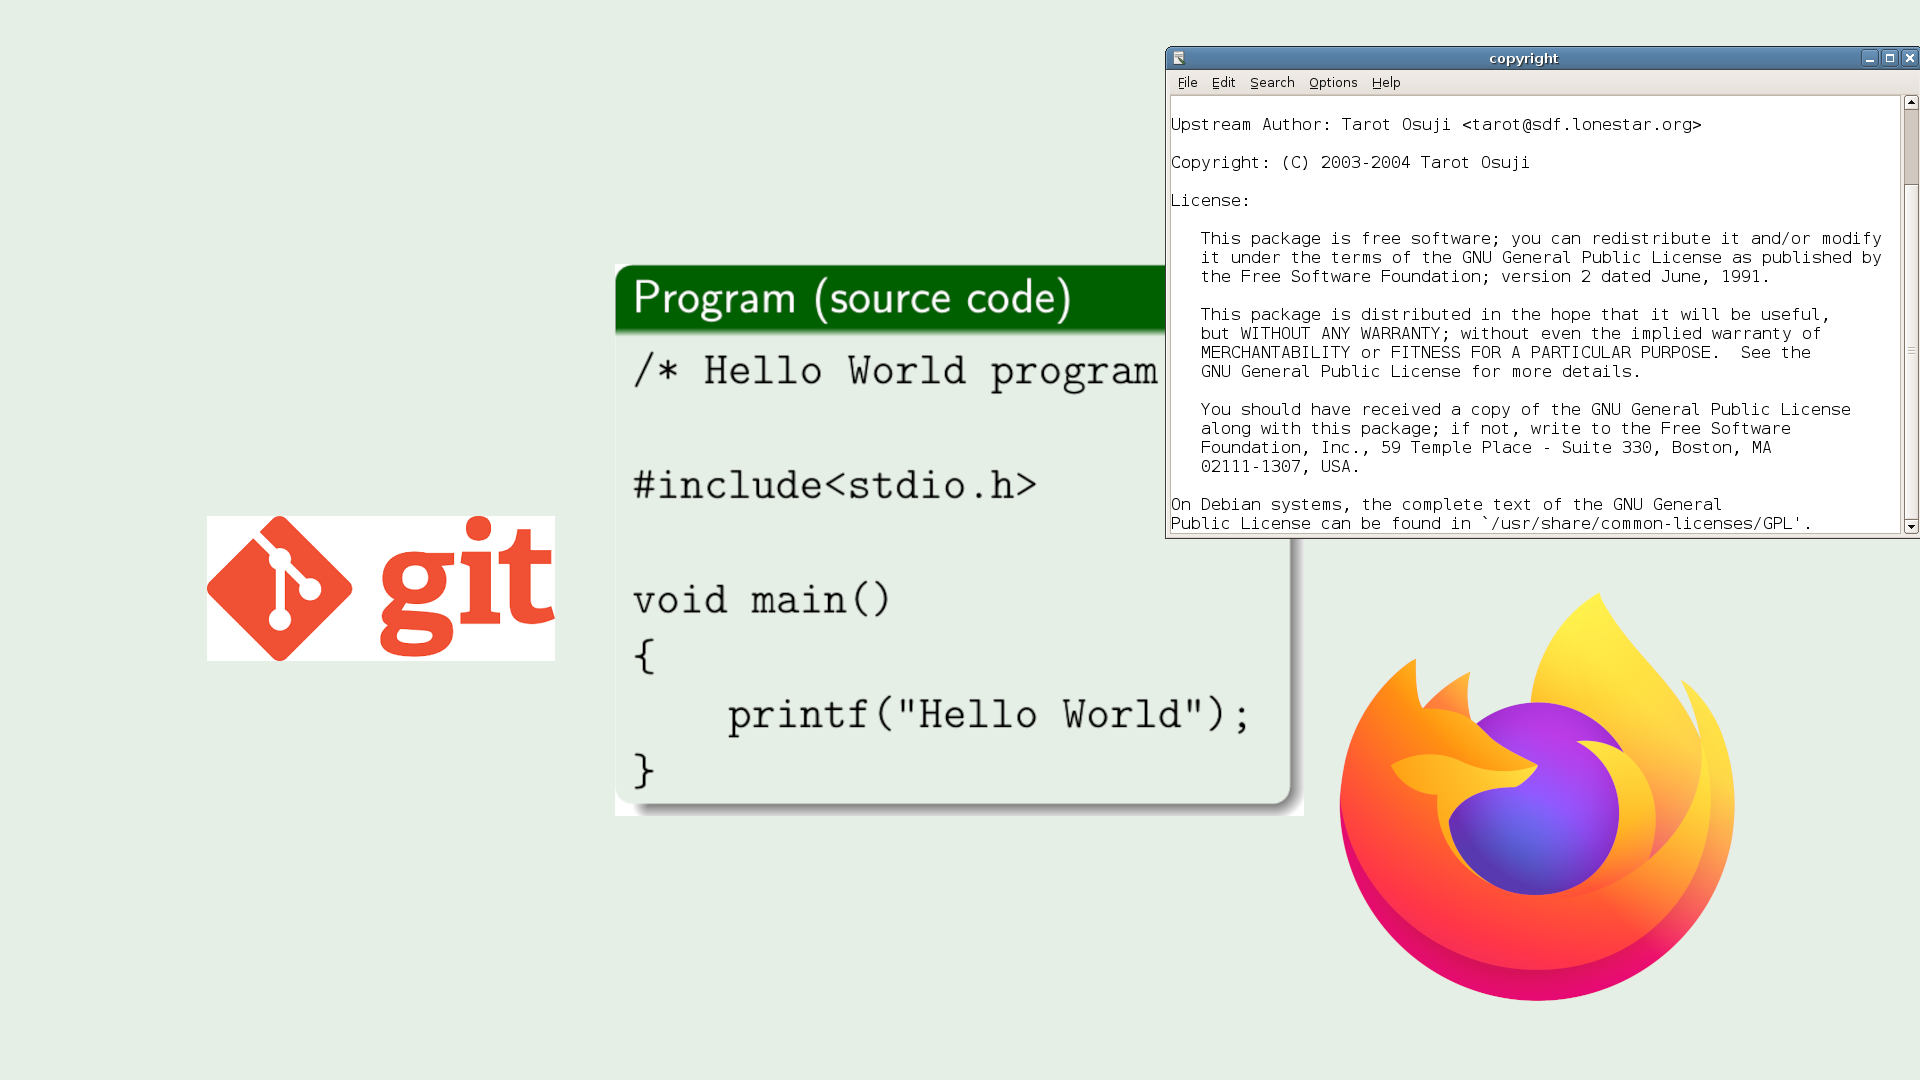 git
Program (source code)
/* Hello World program
#include<stdio.h>
void main()
{
printf("Hello World");
}
copyright
File Edit Search Options Help
Upstream Author: Tarot Osuji <tarot@sdf.lonestar.org>
Copyright: (C) 2003-2004 Tarot Osuji
License:
This package is free software; you can redistribute it and/or modify
it under the terms of the GNU General Public License as published by
the Free Software Foundation; version 2 dated June, 1991.
This package is distributed in the hope that it will be useful,
but WITHOUT ANY WARRANTY; without even the implied warranty of
MERCHANTABILITY or FITNESS FOR A PARTICULAR PURPOSE.  See the
GNU General Public License for more details.
You should have received a copy of the GNU General Public License
along with this package; if not, write to the Free Software
Foundation, Inc., 59 Temple Place - Suite 330, Boston, MA
02111-1307, USA.
On Debian systems, the complete text of the GNU General
Public License can be found in `/usr/share/common-licenses/GPL'.